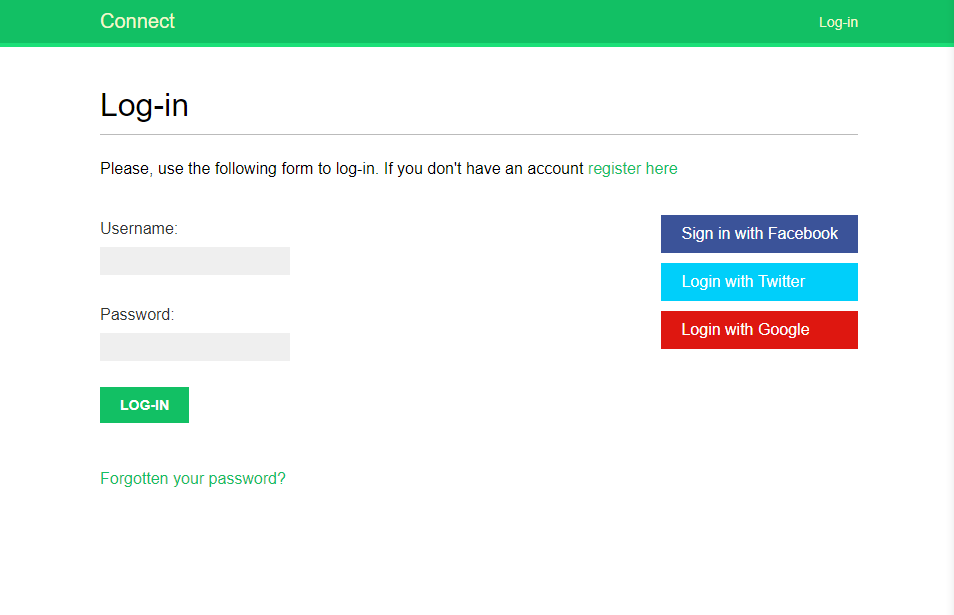 Connect
Log-in
Log-in
Please, use the following form to log-in. If you don't have an account register here
Username:
Password:
LOG-IN
Forgotten your password?
Sign in with Facebook
Login with Twitter
Login with Google